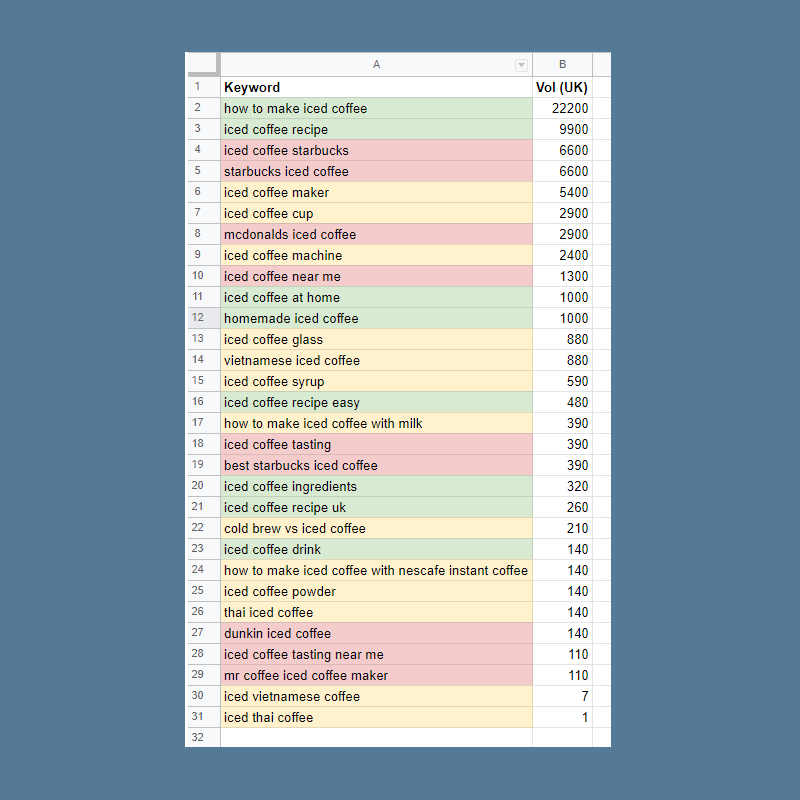 A B
1 Keyword Vol (UK)
2 how to make iced coffee 22200
3 iced coffee recipe 9900
4 iced coffee starbucks 6600
5 starbucks iced coffee 6600
6 iced coffee maker 5400
7 iced coffee cup 2900
8 mcdonalds iced coffee 2900
9 iced coffee machine 2400
10 iced coffee near me 1300
11 iced coffee at home 1000
12 homemade iced coffee 1000
13 iced coffee glass 880
14 vietnamese iced coffee 880
15 iced coffee syrup 590
16 iced coffee recipe easy 480
17 how to make iced coffee with milk 390
18 iced coffee tasting 390
19 best starbucks iced coffee 390
20 iced coffee ingredients 320
21 iced coffee recipe uk 260
22 cold brew vs iced coffee 210
23 iced coffee drink 140
24 how to make iced coffee with nescafe instant coffee 140
25 iced coffee powder 140
26 thai iced coffee 140
27 dunkin iced coffee 140
28 iced coffee tasting near me 110
29 mr coffee iced coffee maker 110
30 iced vietnamese coffee 7
31 iced thai coffee 1
32